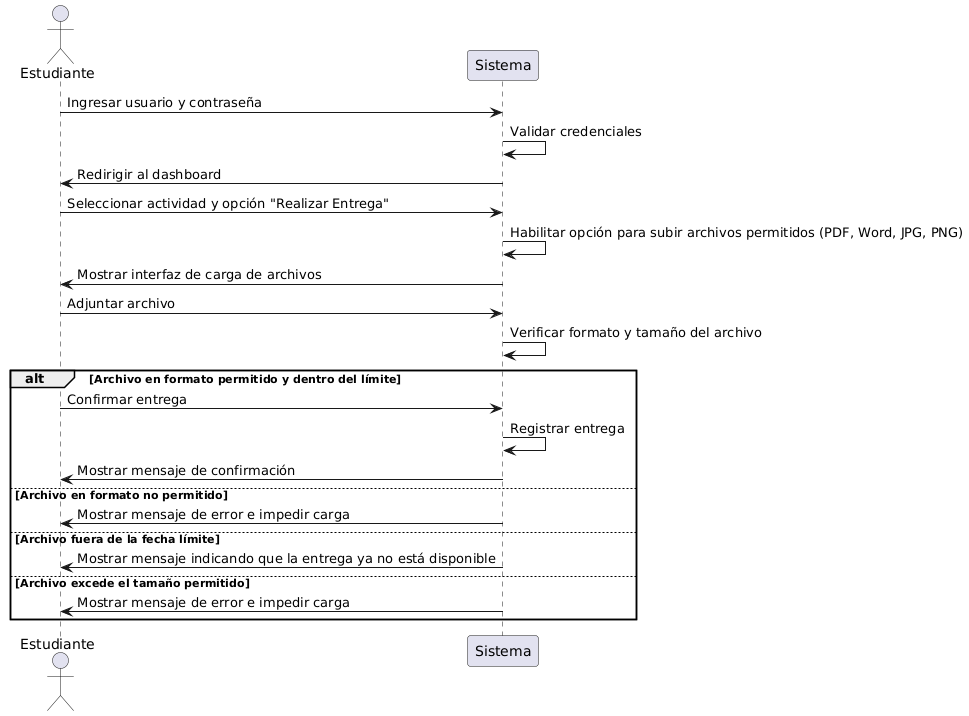 Estudiante
Sistema
Ingresar usuario y contraseña
Validar credenciales
Redirigir al dashboard
Seleccionar actividad y opción "Realizar Entrega"
Habilitar opción para subir archivos permitidos (PDF, Word, JPG, PNG)
Mostrar interfaz de carga de archivos
Adjuntar archivo
Verificar formato y tamaño del archivo
alt [Archivo en formato permitido y dentro del límite]
Confirmar entrega
Registrar entrega
Mostrar mensaje de confirmación
[Archivo en formato no permitido]
Mostrar mensaje de error e impedir carga
[Archivo fuera de la fecha límite]
Mostrar mensaje indicando que la entrega ya no está disponible
[Archivo excede el tamaño permitido]
Mostrar mensaje de error e impedir carga
Estudiante
Sistema